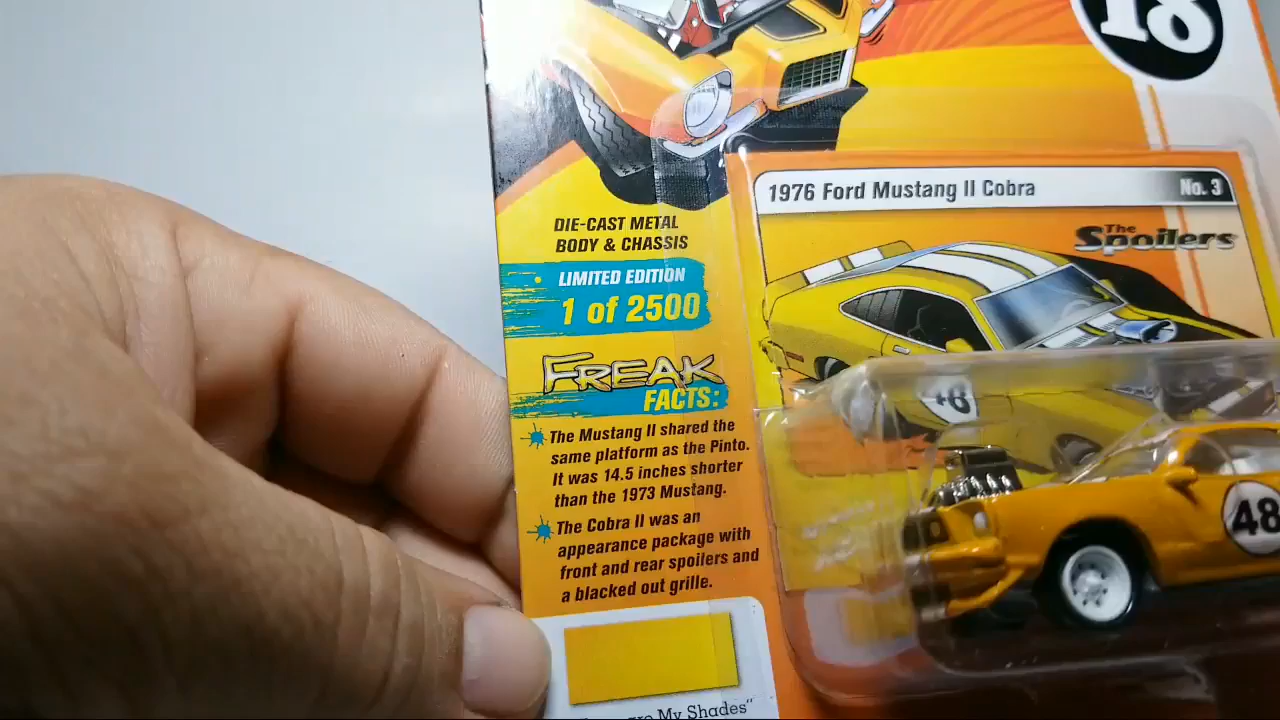 18
1976 Ford Mustang II Cobra No. 3
The
Spoilers
DIE-CAST METAL
BODY & CHASSIS
LIMITED EDITION
1 of 2500
FREAK
FACTS:
The Mustang II shared the
same platform as the Pinto.
It was 14.5 inches shorter
than the 1973 Mustang.
The Cobra II was an
appearance package with
front and rear spoilers and
a blacked out grille.
48
My Shades"